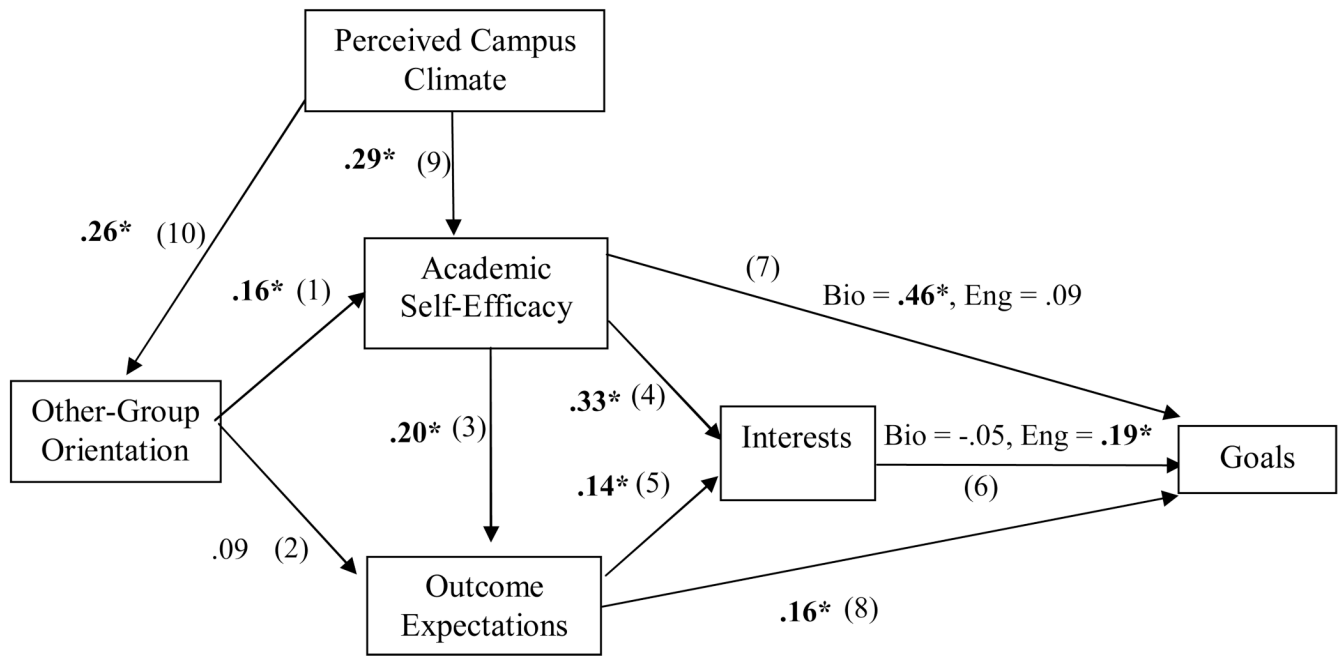 Perceived Campus
Climate
.29* (9)
.26* (10)
Academic
Self-Efficacy
(7)
Bio = .46*, Eng = .09
.16* (1)
Other-Group
Orientation
.33* (4)
.20* (3)
Interests
Bio = -.05, Eng = .19*
(6)
Goals
.14* (5)
.09 (2)
Outcome
Expectations
.16* (8)